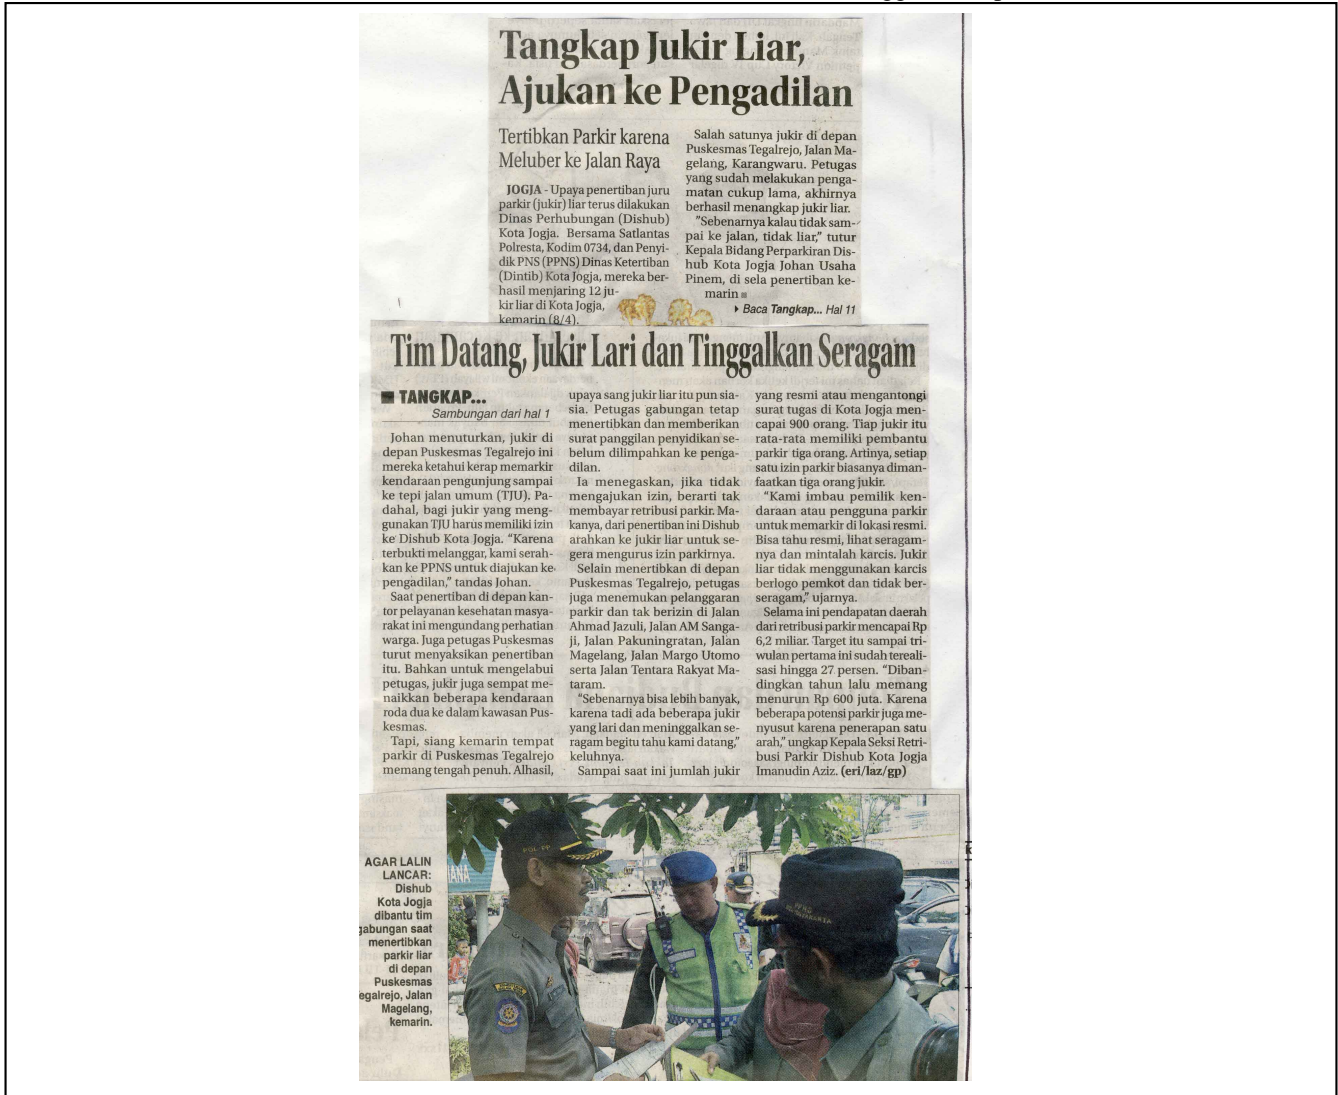 Tangkap Jukir Liar,
Ajukan ke Pengadilan
Tertibkan Parkir karena
Meluber ke Jalan Raya
JOGJA - Upaya penertiban juru
parkir (jukir) liar terus dilakukan
Dinas Perhubungan (Dishub)
Kota Jogja. Bersama Satlantas
Polresta, Kodim 0734, dan Penyi-
dik PNS (PPNS) Dinas Ketertiban
(Dintib) Kota Jogja, mereka ber-
hasil menjaring 12 ju-
kir liar di Kota Jogja,
kemarin (8/4).
Salah satunya jukir di depan
Puskesmas Tegalrejo, Jalan Ma-
gelang, Karangwaru. Petugas
yang sudah melakukan penga-
matan cukup lama, akhirnya
berhasil menangkap jukir liar.
"Sebenarnya kalau tidak sam-
pai ke jalan, tidak liar," tutur
Kepala Bidang Perparkiran Dis-
hub Kota Jogja Johan Usaha
Pinem, di sela penertiban ke-
marin
Baca Tangkap... Hal 11
Tim Datang, Jukir Lari dan Tinggalkan Seragam
TANGKAP...
Sambungan dari hal 1
Johan menuturkan, jukir di
depan Puskesmas Tegalrejo ini
mereka ketahui kerap memarkir
kendaraan pengunjung sampai
ke tepi jalan umum (TJU). Pa-
dahal, bagi jukir yang meng-
gunakan TJU harus memiliki izin
ke Dishub Kota Jogja. "Karena
terbukti melanggar, kami serah-
kan ke PPNS untuk diajukan ke
pengadilan," tandas Johan.
Saat penertiban di depan kan-
tor pelayanan kesehatan masya-
rakat ini mengundang perhatian
warga. Juga petugas Puskesmas
turut menyaksikan penertiban
itu. Bahkan untuk mengelabui
petugas, jukir juga sempat me-
naikkan beberapa kendaraan
roda dua ke dalam kawasan Pus-
kesmas.
Tapi, siang kemarin tempat
parkir di Puskesmas Tegalrejo
memang tengah penuh. Alhasil,
upaya sang jukir liar itu pun sia-
sia. Petugas gabungan tetap
menertibkan dan memberikan
surat panggilan penyidikan se-
belum dilimpahkan ke penga-
dilan.
Ia menegaskan, jika tidak
mengajukan izin, berarti tak
membayar retribusi parkir. Ma-
kanya, dari penertiban ini Dishub
arahkan ke jukir liar untuk se-
gera mengurus izin parkirnya.
Selain menertibkan di depan
Puskesmas Tegalrejo, petugas
juga menemukan pelanggaran
parkir dan tak berizin di Jalan
Ahmad Jazuli, Jalan AM Sanga-
ji, Jalan Pakuningratan, Jalan
Magelang, Jalan Margo Utomo
serta Jalan Tentara Rakyat Ma-
taram.
"Sebenarnya bisa lebih banyak,
karena tadi ada beberapa jukir
yang lari dan meninggalkan se-
ragam begitu tahu kami datang,"
keluhnya.
Sampai saat ini jumlah jukir
yang resmi atau mengantongi
surat tugas di Kota Jogja men-
capai 900 orang. Tiap jukir itu
rata-rata memiliki pembantu
parkir tiga orang. Artinya, setiap
satu izin parkir biasanya diman-
faatkan tiga orang jukir.
"Kami imbau pemilik ken-
daraan atau pengguna parkir
untuk memarkir di lokasi resmi.
Bisa tahu resmi, lihat seragam-
nya dan mintalah karcis. Jukir
liar tidak menggunakan karcis
berlogo pemkot dan tidak ber-
seragam," ujarnya.
Selama ini pendapatan daerah
dari retribusi parkir mencapai Rp
6,2 miliar. Target itu sampai tri-
wulan pertama ini sudah tereali-
sasi hingga 27 persen. "Diban-
dingkan tahun lalu memang
menurun Rp 600 juta. Karena
beberapa potensi parkir juga me-
nyusut karena penerapan satu
arah," ungkap Kepala Seksi Retri-
busi Parkir Dishub Kota Jogja
Imanudin Aziz. (eri/laz/gp)
AGAR LALIN
LANCAR:
Dishub
Kota Jogja
dibantu tim
gabungan saat
menertibkan
parkir liar
di depan
Puskesmas
egalrejo, Jalan
Magelang,
kemarin.
POL PP